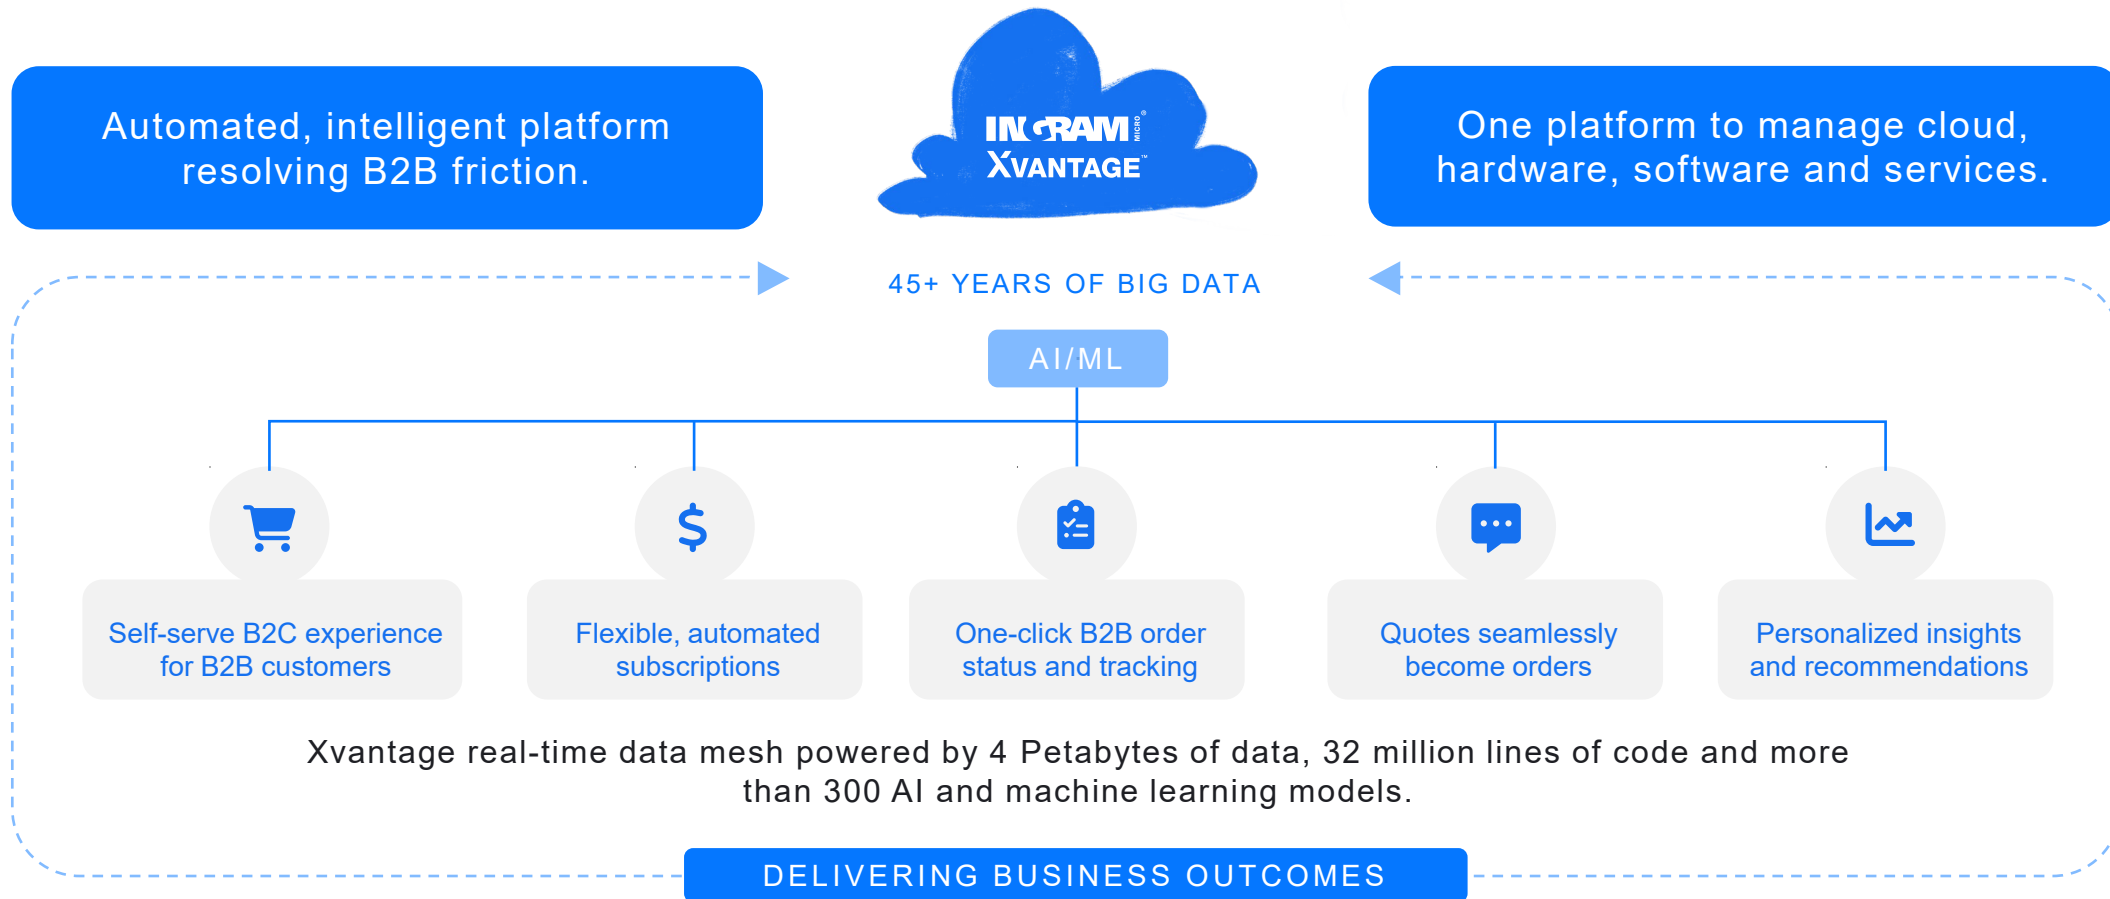 Automated, intelligent platform
resolving B2B friction.
INGRAM MICRO®
XVANTAGE™
One platform to manage cloud,
hardware, software and services.
45+ YEARS OF BIG DATA
AI/ML
Self-serve B2C experience
for B2B customers
Flexible, automated
subscriptions
One-click B2B order
status and tracking
Quotes seamlessly
become orders
Personalized insights
and recommendations
Xvantage real-time data mesh powered by 4 Petabytes of data, 32 million lines of code and more
than 300 AI and machine learning models.
DELIVERING BUSINESS OUTCOMES